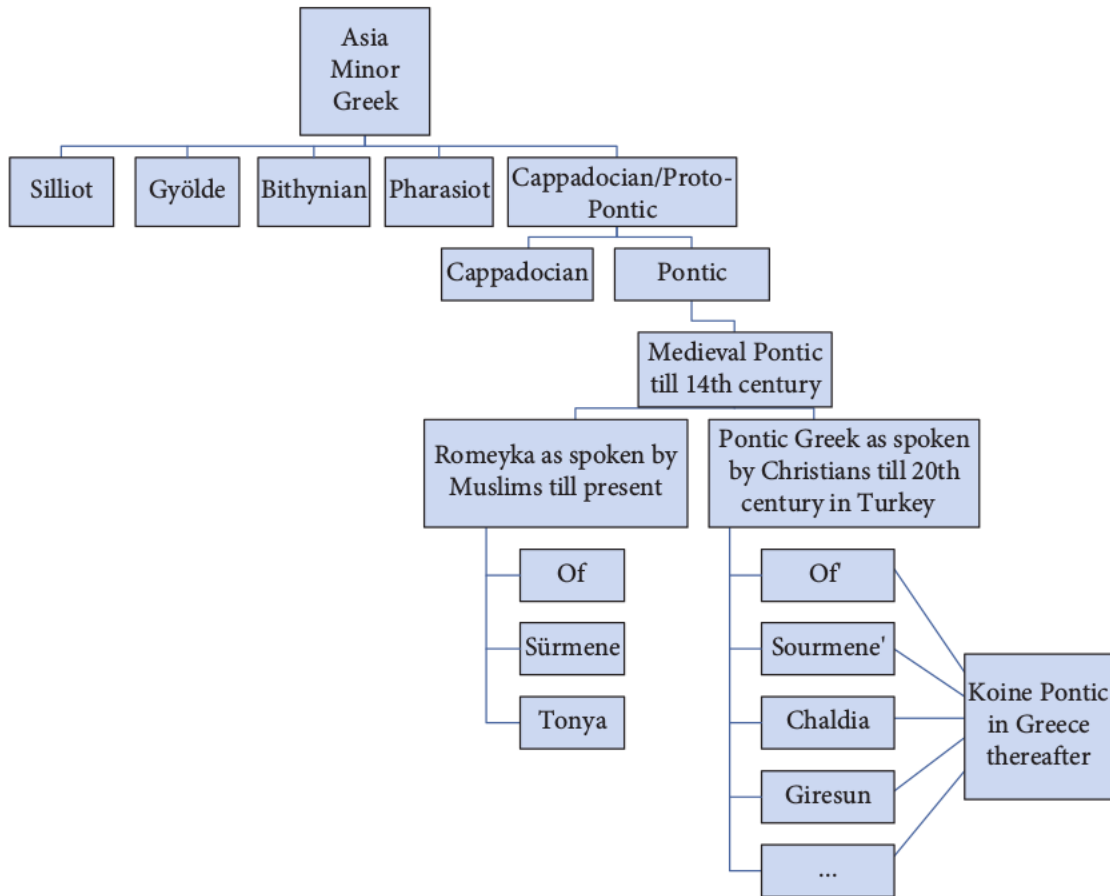 Asia
Minor
Greek
Silliot
Gyölde
Bithynian
Pharasiot
Cappadocian/Proto-
Pontic
Cappadocian
Pontic
Medieval Pontic
till 14th century
Romeyka as spoken by
Muslims till present
Pontic Greek as spoken
by Christians till 20th
century in Turkey
Of
Sürmene
Tonya
Of'
Sourmene'
Chaldia
Giresun
...
Koine Pontic
in Greece
thereafter